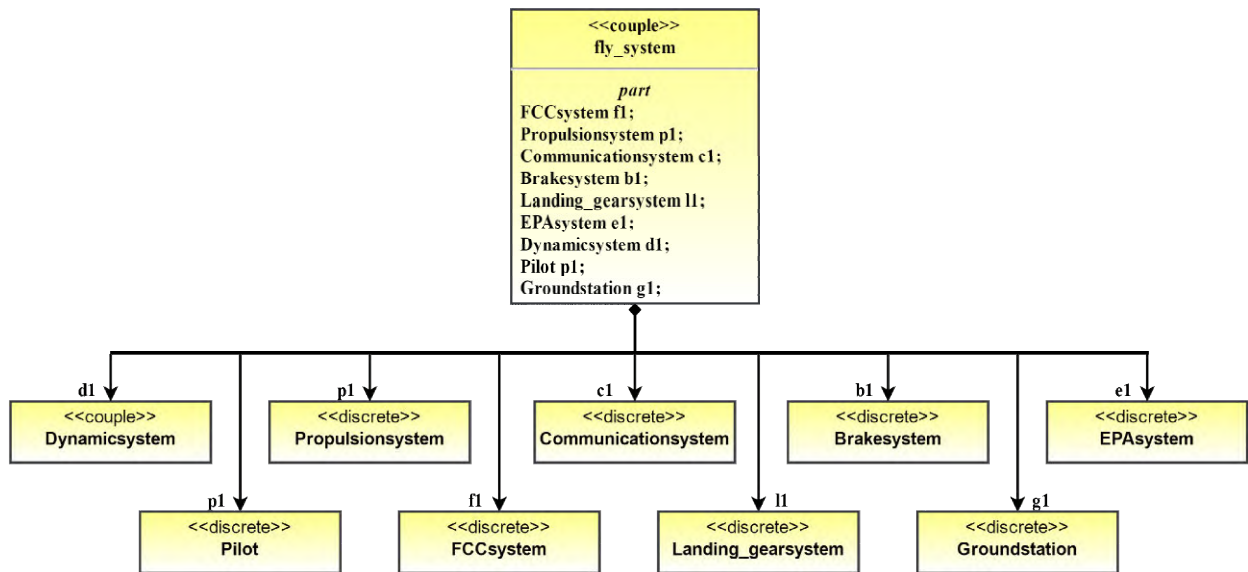 <<couple>>
fly_system
part
FCCsystem f1;
Propulsionsystem p1;
Communicationsystem c1;
Brakesystem b1;
Landing_gearsystem l1;
EPAsystem e1;
Dynamicsystem d1;
Pilot p1;
Groundstation g1;
d1
<<couple>>
Dynamicsystem
p1
<<discrete>>
Propulsionsystem
c1
<<discrete>>
Communicationsystem
b1
<<discrete>>
Brakesystem
e1
<<discrete>>
EPAsystem
p1
<<discrete>>
Pilot
f1
<<discrete>>
FCCsystem
l1
<<discrete>>
Landing_gearsystem
g1
<<discrete>>
Groundstation